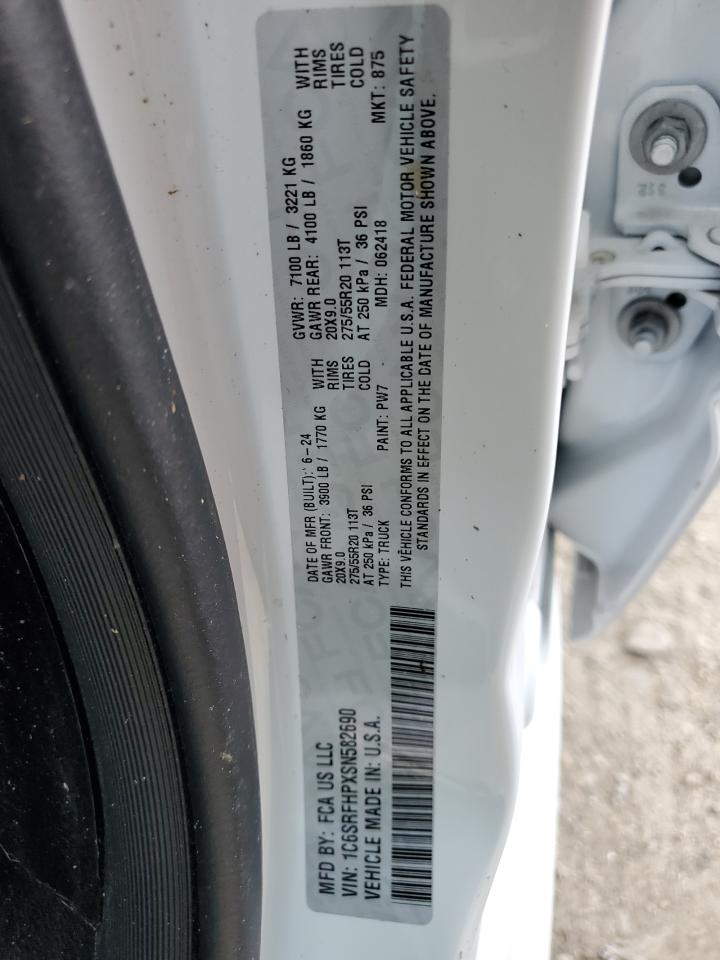 MFD BY: FCA US LLC
VIN: 1C6SRFHPXSN582690
VEHICLE MADE IN: U.S.A.
DATE OF MFR (BUILT): 6-24
GAWR FRONT: 3900 LB / 1770 KG
20X9.0
WITH RIMS
275/55R20 113T
TIRES
AT 250 kPa / 36 PSI
COLD
TYPE: TRUCK
PAINT: PW7
GVWR: 7100 LB / 3221 KG
GAWR REAR: 4100 LB / 1860 KG
20X9.0
WITH RIMS
275/55R20 113T
TIRES
AT 250 kPa / 36 PSI
COLD
MDH: 062418
MKT: 875
THIS VEHICLE CONFORMS TO ALL APPLICABLE U.S.A. FEDERAL MOTOR VEHICLE SAFETY
STANDARDS IN EFFECT ON THE DATE OF MANUFACTURE SHOWN ABOVE.